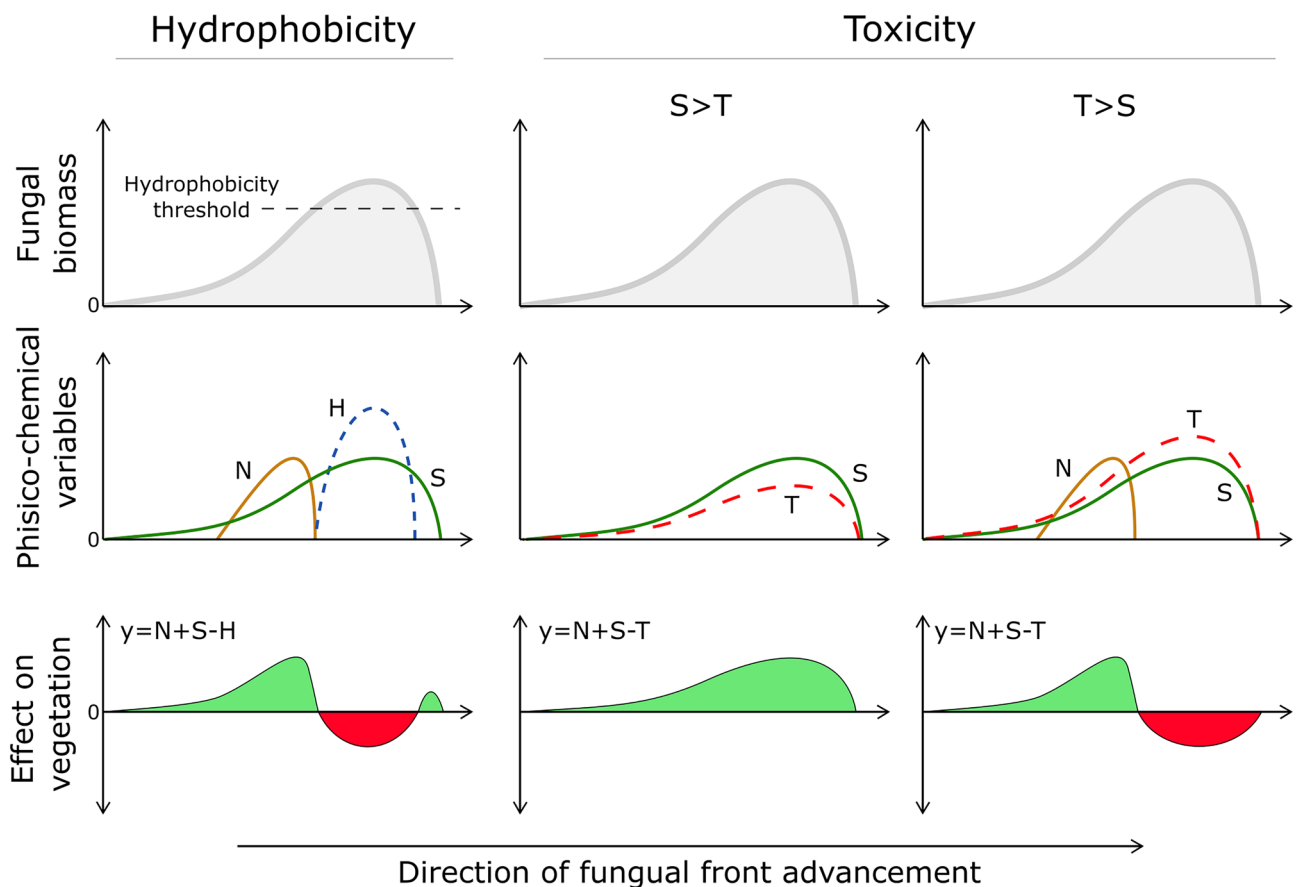 Hydrophobicity
Toxicity
S>T
T>S
Fungal
biomass
Hydrophobicity
threshold
0
Phisico-chemical
variables
N
H
S
0
S
T
N
T
S
Effect on
vegetation
y=N+S-H
0
y=N+S-T
y=N+S-T
Direction of fungual front advancement